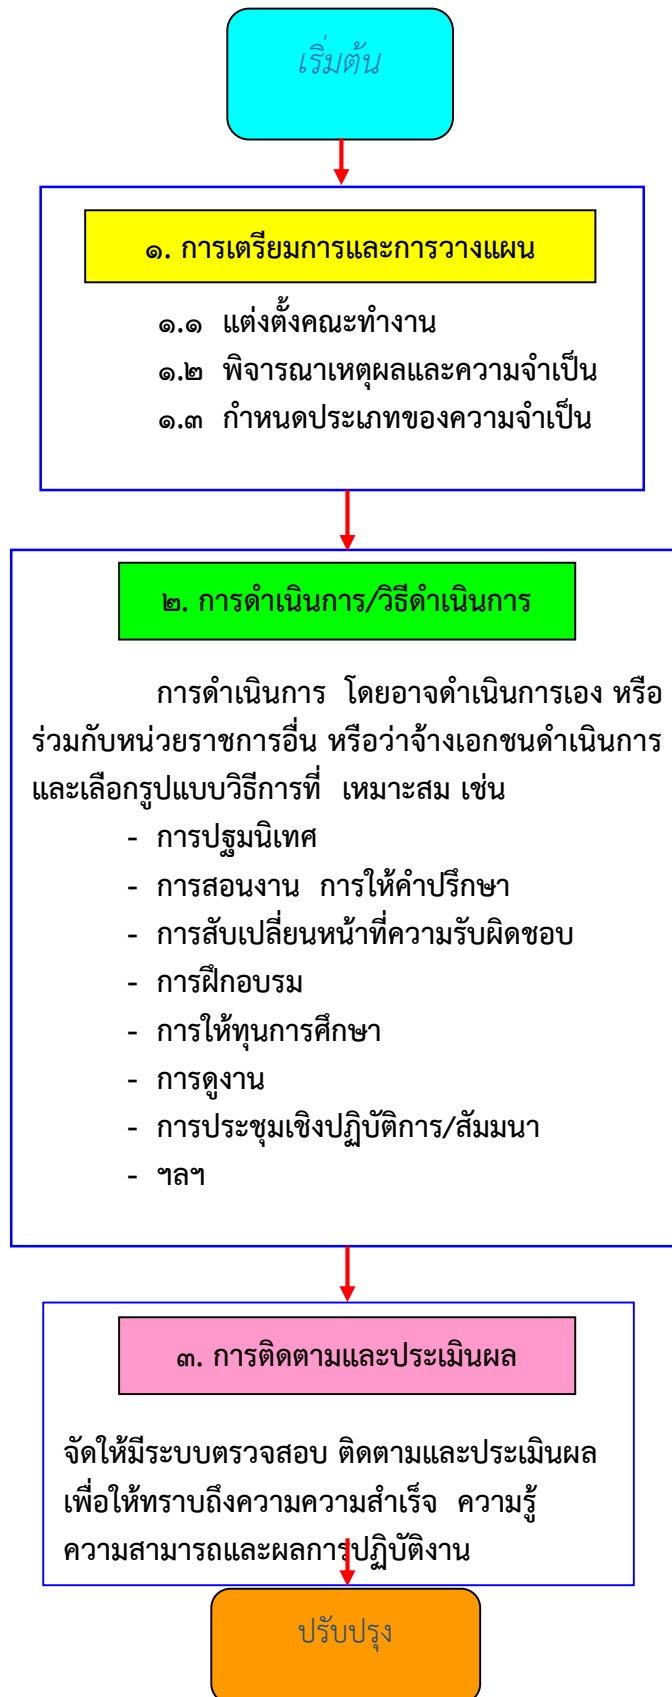 เริ่มต้น
๑. การเตรียมการและการวางแผน
๑.๑ แต่งตั้งคณะทำงาน
๑.๒ พิจารณาเหตุผลและความจำเป็น
๑.๓ กำหนดประเภทของความจำเป็น
๒. การดำเนินการ/วิธีดำเนินการ
การดำเนินการ โดยอาจดำเนินการเอง หรือ
ร่วมกับหน่วยราชการอื่น หรือว่าจ้างเอกชนดำเนินการ
และเลือกรูปแบบวิธีการที่ เหมาะสม เช่น
- การปฐมนิเทศ
- การสอนงาน การให้คำปรึกษา
- การสับเปลี่ยนหน้าที่ความรับผิดชอบ
- การฝึกอบรม
- การให้ทุนการศึกษา
- การดูงาน
- การประชุมเชิงปฏิบัติการ/สัมมนา
- ฯลฯ
๓. การติดตามและประเมินผล
จัดให้มีระบบตรวจสอบ ติดตามและประเมินผล
เพื่อให้ทราบถึงความความสำเร็จ ความรู้
ความสามารถและผลการปฏิบัติงาน
ปรับปรุง